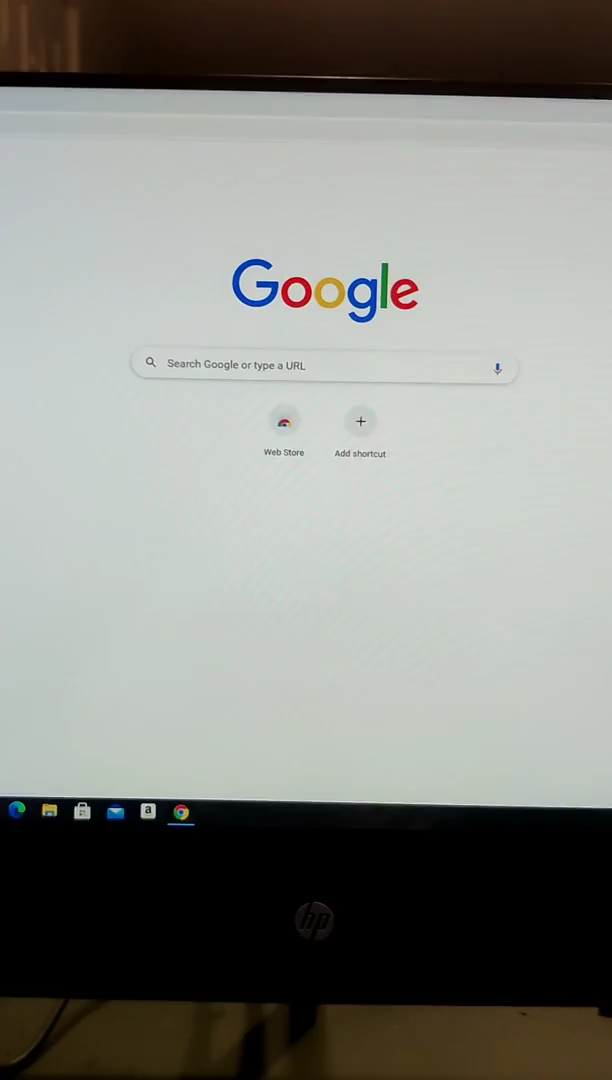 Google
Search Google or type a URL
Web Store
Add shortcut
a
hp